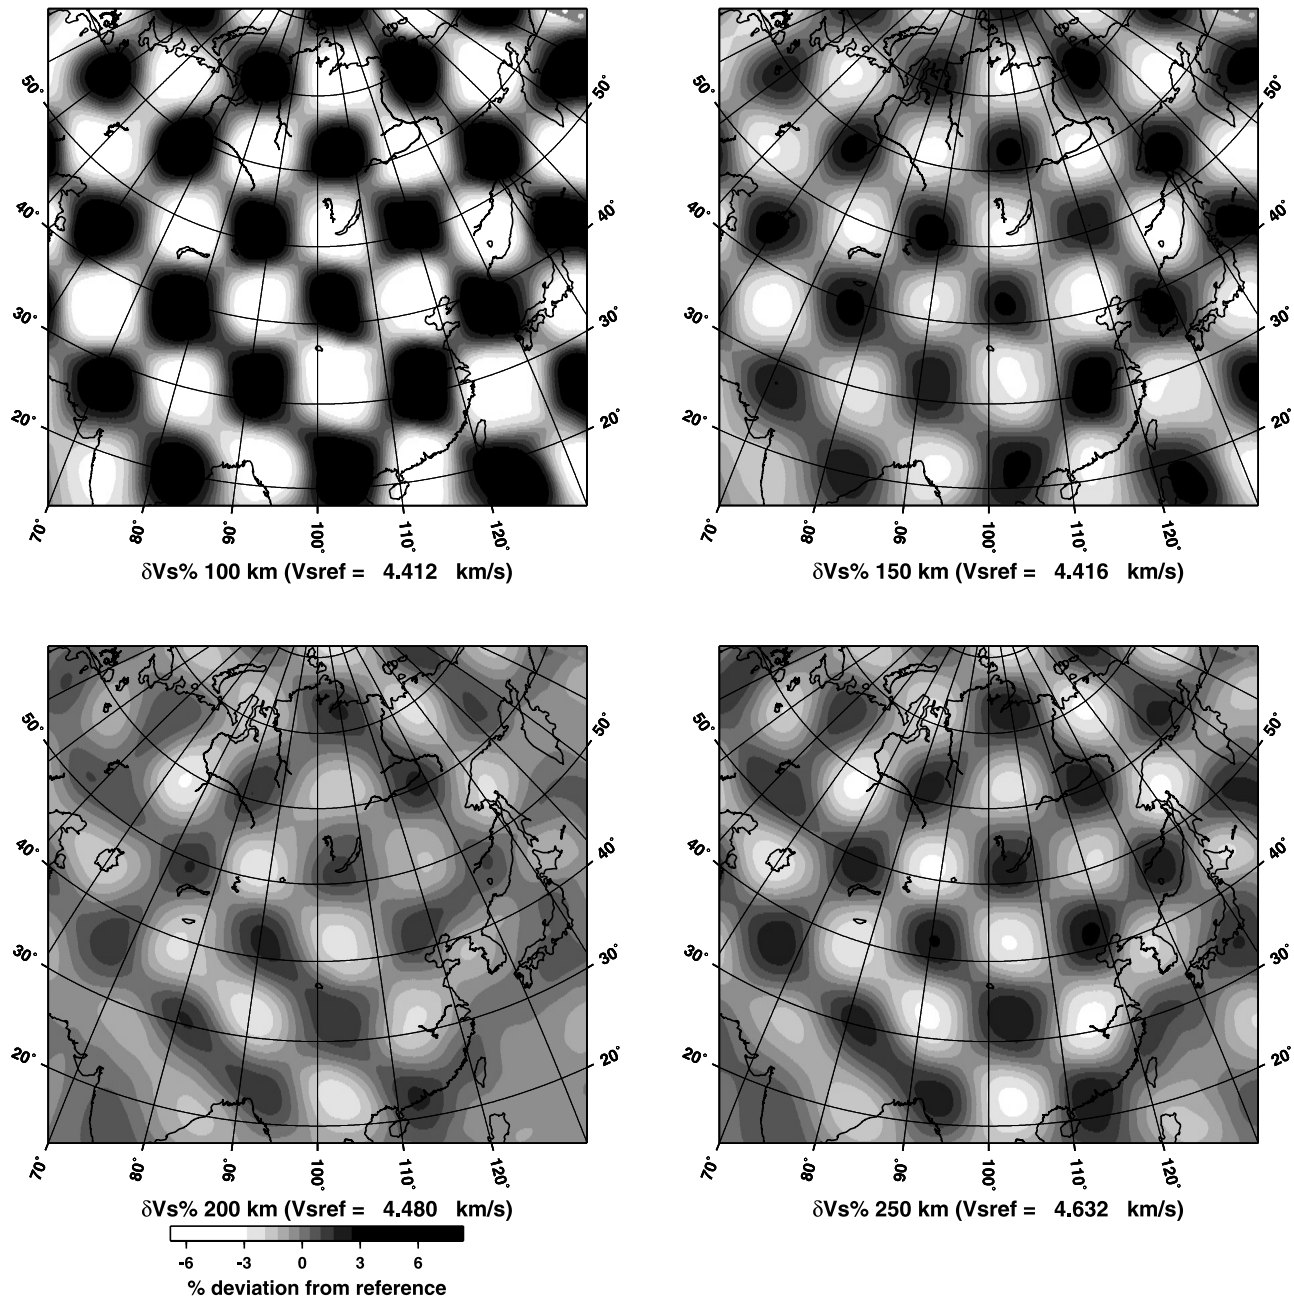 50° 50° 50° 50°
40° 40° 40° 40°
30° 30° 30° 30°
20° 20° 20° 20°
70° 80° 90° 100° 110° 120° 70° 80° 90° 100° 110° 120°
δVs% 100 km (Vsref = 4.412 km/s) δVs% 150 km (Vsref = 4.416 km/s)
50° 50° 50° 50°
40° 40° 40° 40°
30° 30° 30° 30°
20° 20° 20° 20°
70° 80° 90° 100° 110° 120° 70° 80° 90° 100° 110° 120°
δVs% 200 km (Vsref = 4.480 km/s) δVs% 250 km (Vsref = 4.632 km/s)
-6 -3 0 3 6
% deviation from reference